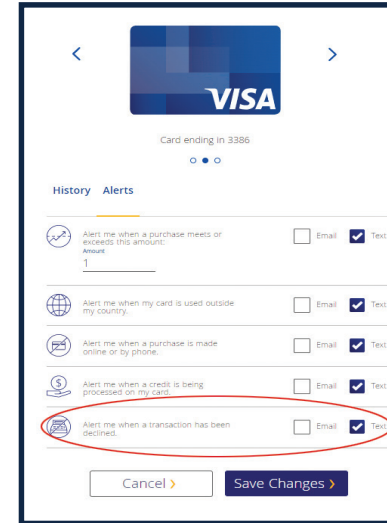 VISA
Card ending in 3386
History Alerts
Alert me when a purchase meets or
exceeds this amount:
Amount
1
Email Text
Alert me when my card is used outside
my country.
Email Text
Alert me when a purchase is made
online or by phone.
Email Text
Alert me when a credit is being
processed on my card.
Email Text
Alert me when a transaction has been
declined.
Email Text
Cancel > Save Changes >